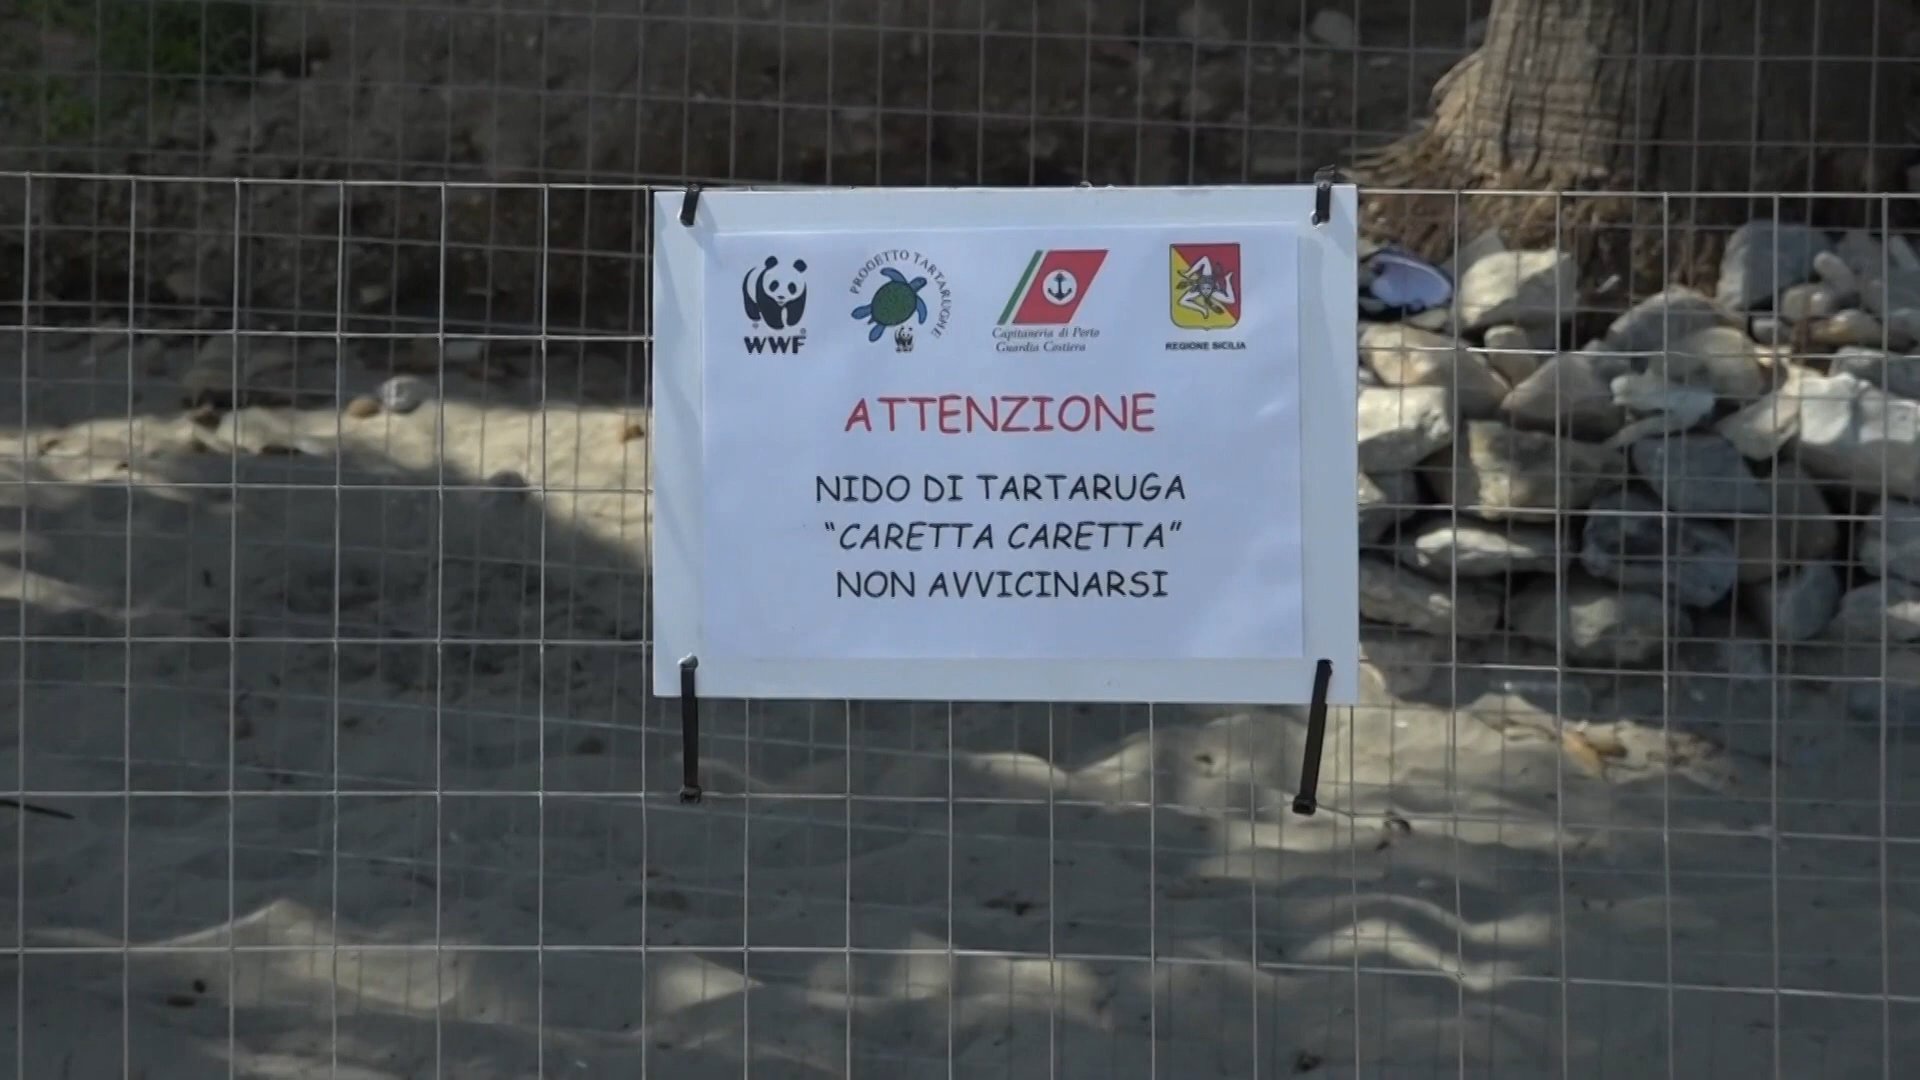 WWF
PROGETTO TARTARUGHE
Capitaneria di Porto
Guardia Costiera
REGIONE SICILIA
ATTENZIONE
NIDO DI TARTARUGA
"CARETTA CARETTA"
NON AVVICINARSI